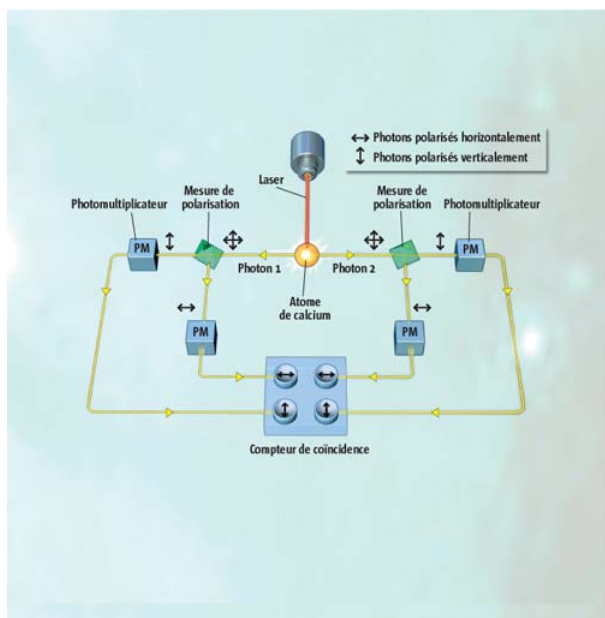 Photons polarisés horizontalement
Photons polarisés verticalement
Laser
Mesure de
polarisation
Photomultiplicateur
Mesure de
polarisation
Photomultiplicateur
PM
PM
Photon 1
Photon 2
Atome
de calcium
PM
PM
Compteur de coïncidence